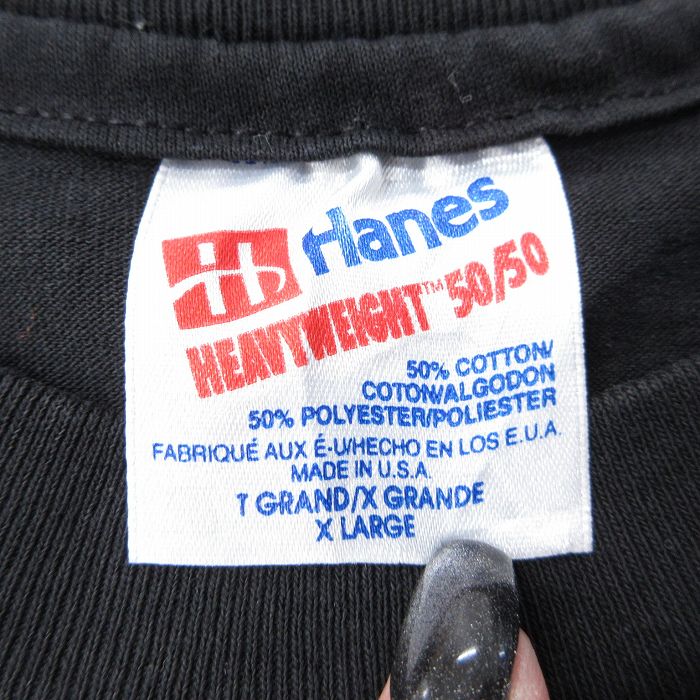 Hanes
HEAVYWEIGHT™ 50/50
50% COTTON/
COTON/ALGODON
50% POLYESTER/POLIESTER
FABRIQUÉ AUX É-U/HECHO EN LOS E.U.A.
MADE IN U.S.A.
T GRAND/X GRANDE
X LARGE